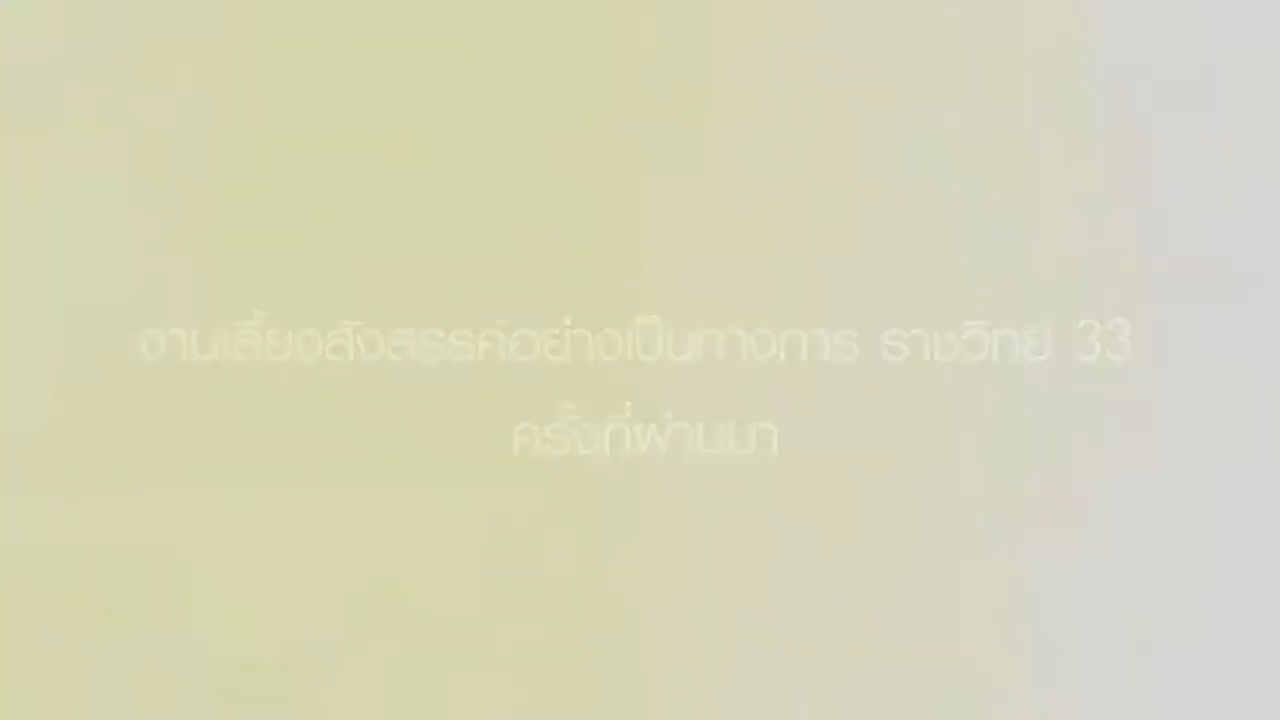 งานเลี้ยงสังสรรค์อย่างเป็นทางการ ราชวิทย์ 33
ครั้งที่ผ่านมา